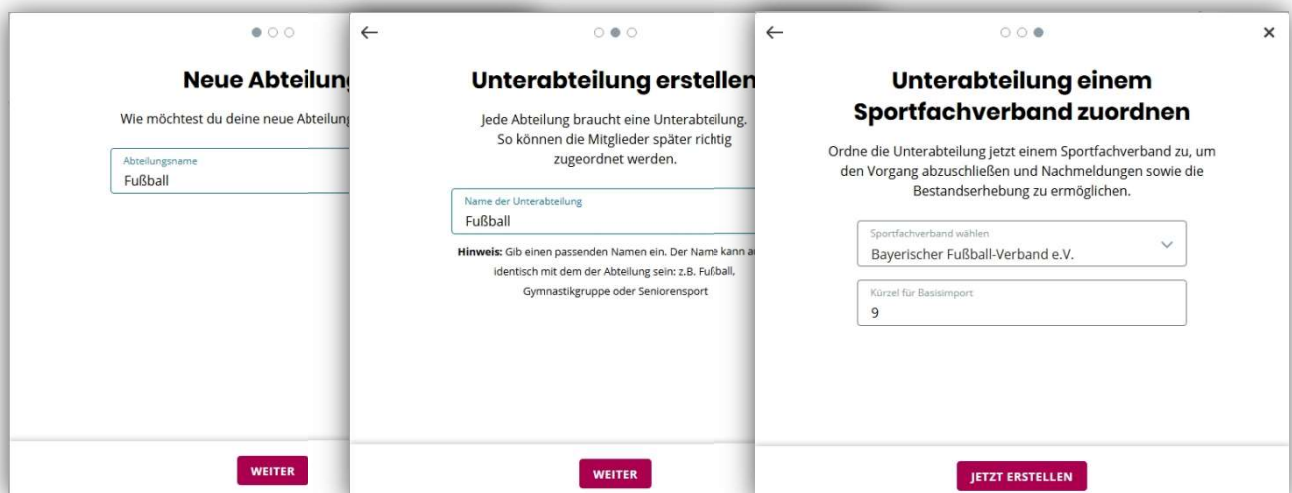 Neue Abteilung
Wie möchtest du deine neue Abteilung
Abteilungsname
Fußball
WEITER
Unterabteilung erstellen
Jede Abteilung braucht eine Unterabteilung.
So können die Mitglieder später richtig
zugeordnet werden.
Name der Unterabteilung
Fußball
Hinweis: Gib einen passenden Namen ein. Der Name kann
identisch mit dem der Abteilung sein: z.B. Fußball,
Gymnastikgruppe oder Seniorensport
WEITER
Unterabteilung einem
Sportfachverband zuordnen
Ordne die Unterabteilung jetzt einem Sportfachverband zu, um
den Vorgang abzuschließen und Nachmeldungen sowie die
Bestandserhebung zu ermöglichen.
Sportfachverband wählen
Bayerischer Fußball-Verband e.V.
Kürzel für Basisimport
9
JETZT ERSTELLEN